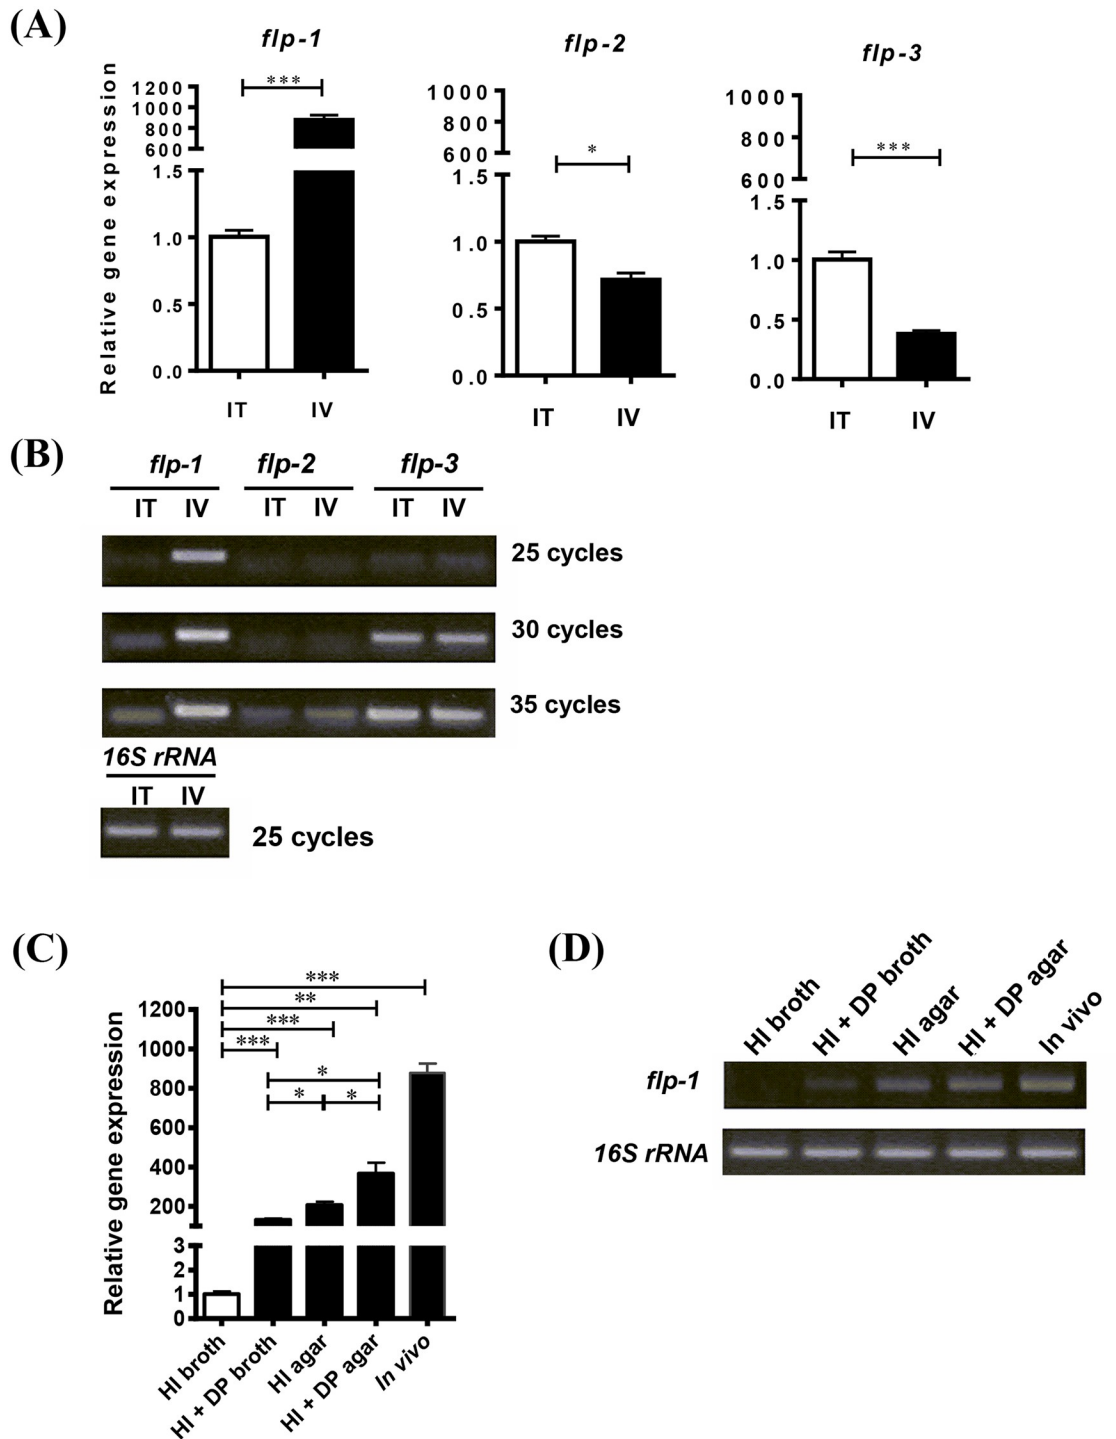 (A)
flp-1
flp-2
flp-3
Relative gene expression
1200
1000
800
600
1.5
1.0
0.5
0.0
***
IT IV
1000
800
600
1.5
1.0
0.5
0.0
*
IT IV
1000
800
600
1.5
1.0
0.5
0.0
***
IT IV
(B)
flp-1 flp-2 flp-3
IT IV IT IV IT IV
25 cycles
30 cycles
35 cycles
16S rRNA
IT IV
25 cycles
(C)
Relative gene expression
***
**
***
***
*
* *
1200
1000
800
600
400
200
3
2
1
0
HI broth
HI + DP broth
HI agar
HI + DP agar
In vivo
(D)
HI broth
HI + DP broth
HI agar
HI + DP agar
In vivo
flp-1
16S rRNA